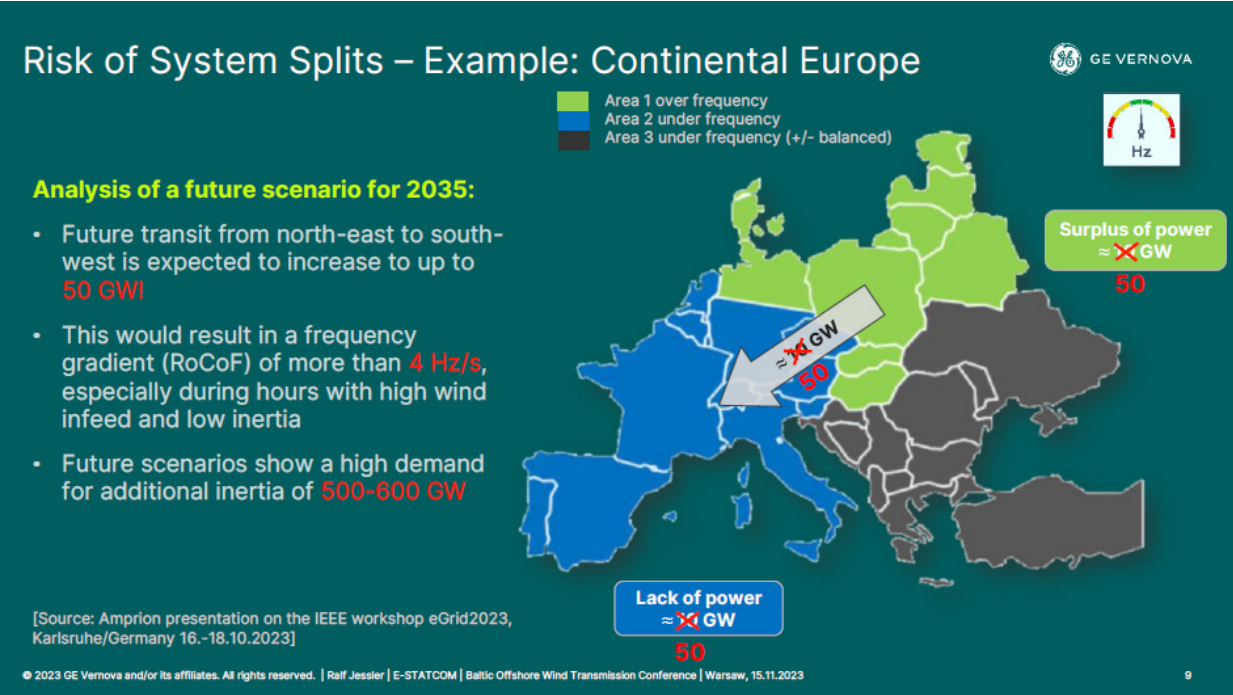 Risk of System Splits – Example: Continental Europe
GE VERNOVA
Area 1 over frequency
Area 2 under frequency
Area 3 under frequency (+/- balanced)
Hz
Analysis of a future scenario for 2035:
• Future transit from north-east to south-
west is expected to increase to up to
50 GW!
• This would result in a frequency
gradient (RoCoF) of more than 4 Hz/s,
especially during hours with high wind
infeed and low inertia
• Future scenarios show a high demand
for additional inertia of 500-600 GW
Surplus of power
≈ GW
50
≈ GW
50
Lack of power
≈ GW
50
[Source: Amprion presentation on the IEEE workshop eGrid2023,
Karlsruhe/Germany 16.-18.10.2023]
© 2023 GE Vernova and/or its affiliates. All rights reserved. | Ralf Jessler | E-STATCOM | Baltic Offshore Wind Transmission Conference | Warsaw, 15.11.2023
9